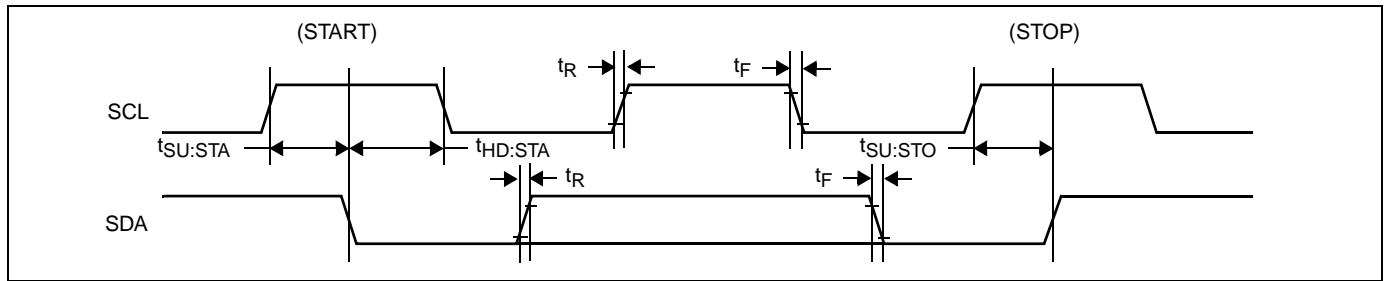 (START)
(STOP)
tR
tF
SCL
tSU:STA
tHD:STA
tSU:STO
tR
tF
SDA